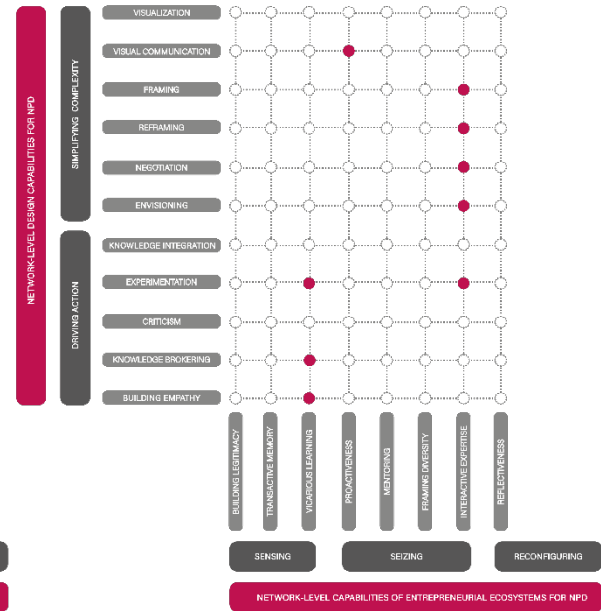 NETWORK-LEVEL DESIGN CAPABILITIES FOR NPD
SIMPLIFYING COMPLEXITY
VISUALIZATION
VISUAL COMMUNICATION
FRAMING
REFRAMING
NEGOTIATION
ENVISIONING
DRIVING ACTION
KNOWLEDGE INTEGRATION
EXPERIMENTATION
CRITICISM
KNOWLEDGE BROKERING
BUILDING EMPATHY
BUILDING LEGITIMACY
TRANSACTIVE MEMORY
VICARIOUS LEARNING
PROACTIVENESS
MENTORING
FRAMING DIVERSITY
INTERACTIVE EXPERTISE
REFLECTIVENESS
SENSING
SEIZING
RECONFIGURING
NETWORK-LEVEL CAPABILITIES OF ENTREPRENEURIAL ECOSYSTEMS FOR NPD